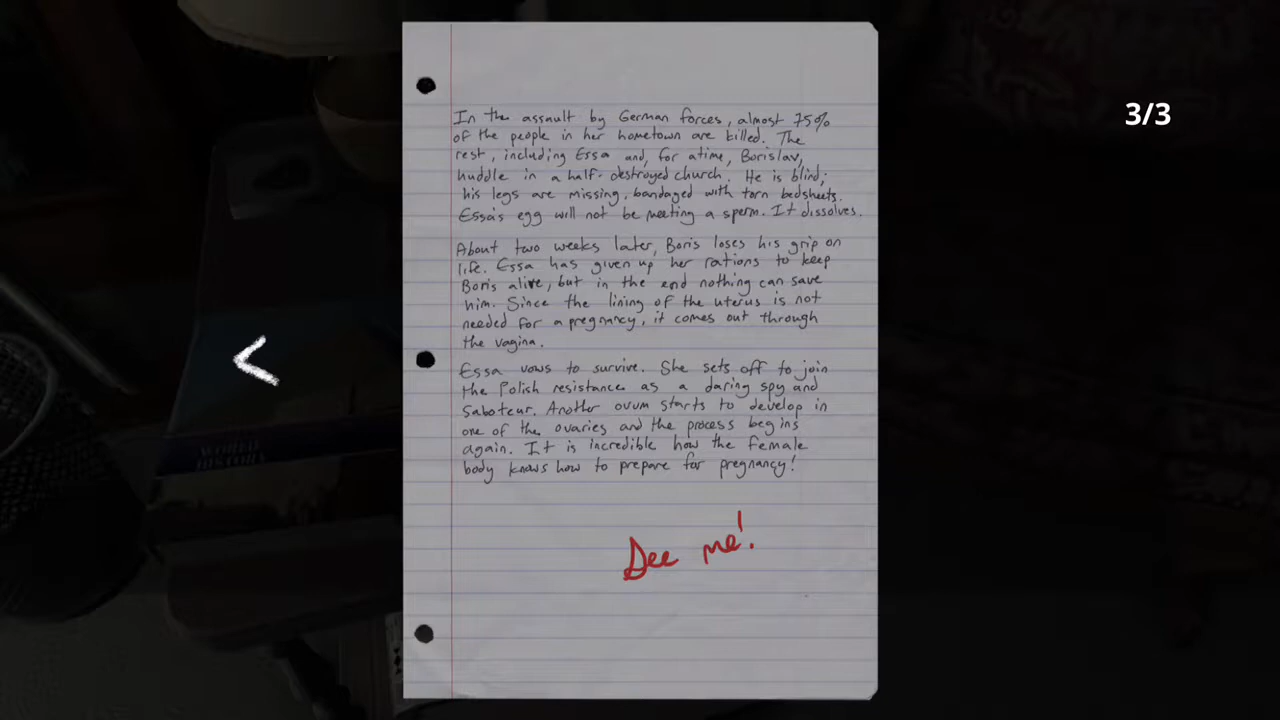 3/3
In the assault by German forces, almost 75%
of the people in her hometown are killed. The
rest, including Essa and, for a time, Borislav,
huddle in a half-destroyed church. He is blind;
his legs are missing, bandaged with torn bedsheets.
Essa's egg will not be meeting a sperm. It dissolves.
About two weeks later, Boris loses his grip on
life. Essa has given up her rations to keep
Boris alive, but in the end nothing can save
him. Since the lining of the uterus is not
needed for a pregnancy, it comes out through
the vagina.
Essa vows to survive. She sets off to join
the Polish resistance as a daring spy and
saboteur. Another ovum starts to develop in
one of the ovaries and the process begins
again. It is incredible how the female
body knows how to prepare for pregnancy!
See me!
WORLD
HISTORY